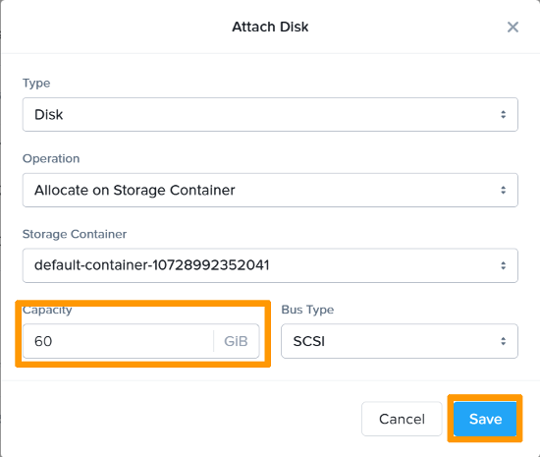 Attach Disk
Type
Disk
Operation
Allocate on Storage Container
Storage Container
default-container-10728992352041
Capacity
Bus Type
60 GiB
SCSI
Cancel
Save